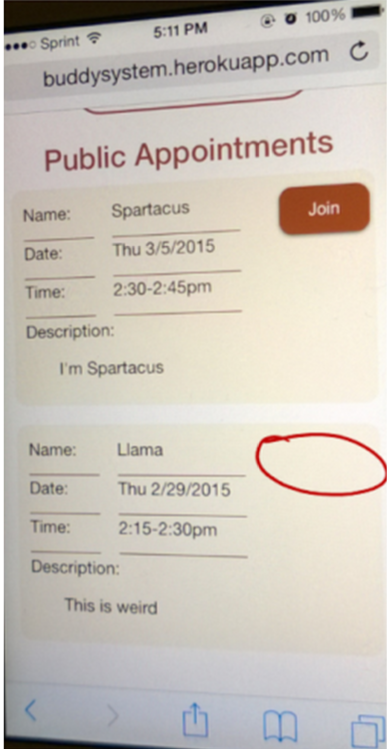 Sprint 5:11 PM 100%
buddysystem.herokuapp.com
Public Appointments
Name: Spartacus Join
Date: Thu 3/5/2015
Time: 2:30-2:45pm
Description:
I'm Spartacus
Name: Llama
Date: Thu 2/29/2015
Time: 2:15-2:30pm
Description:
This is weird